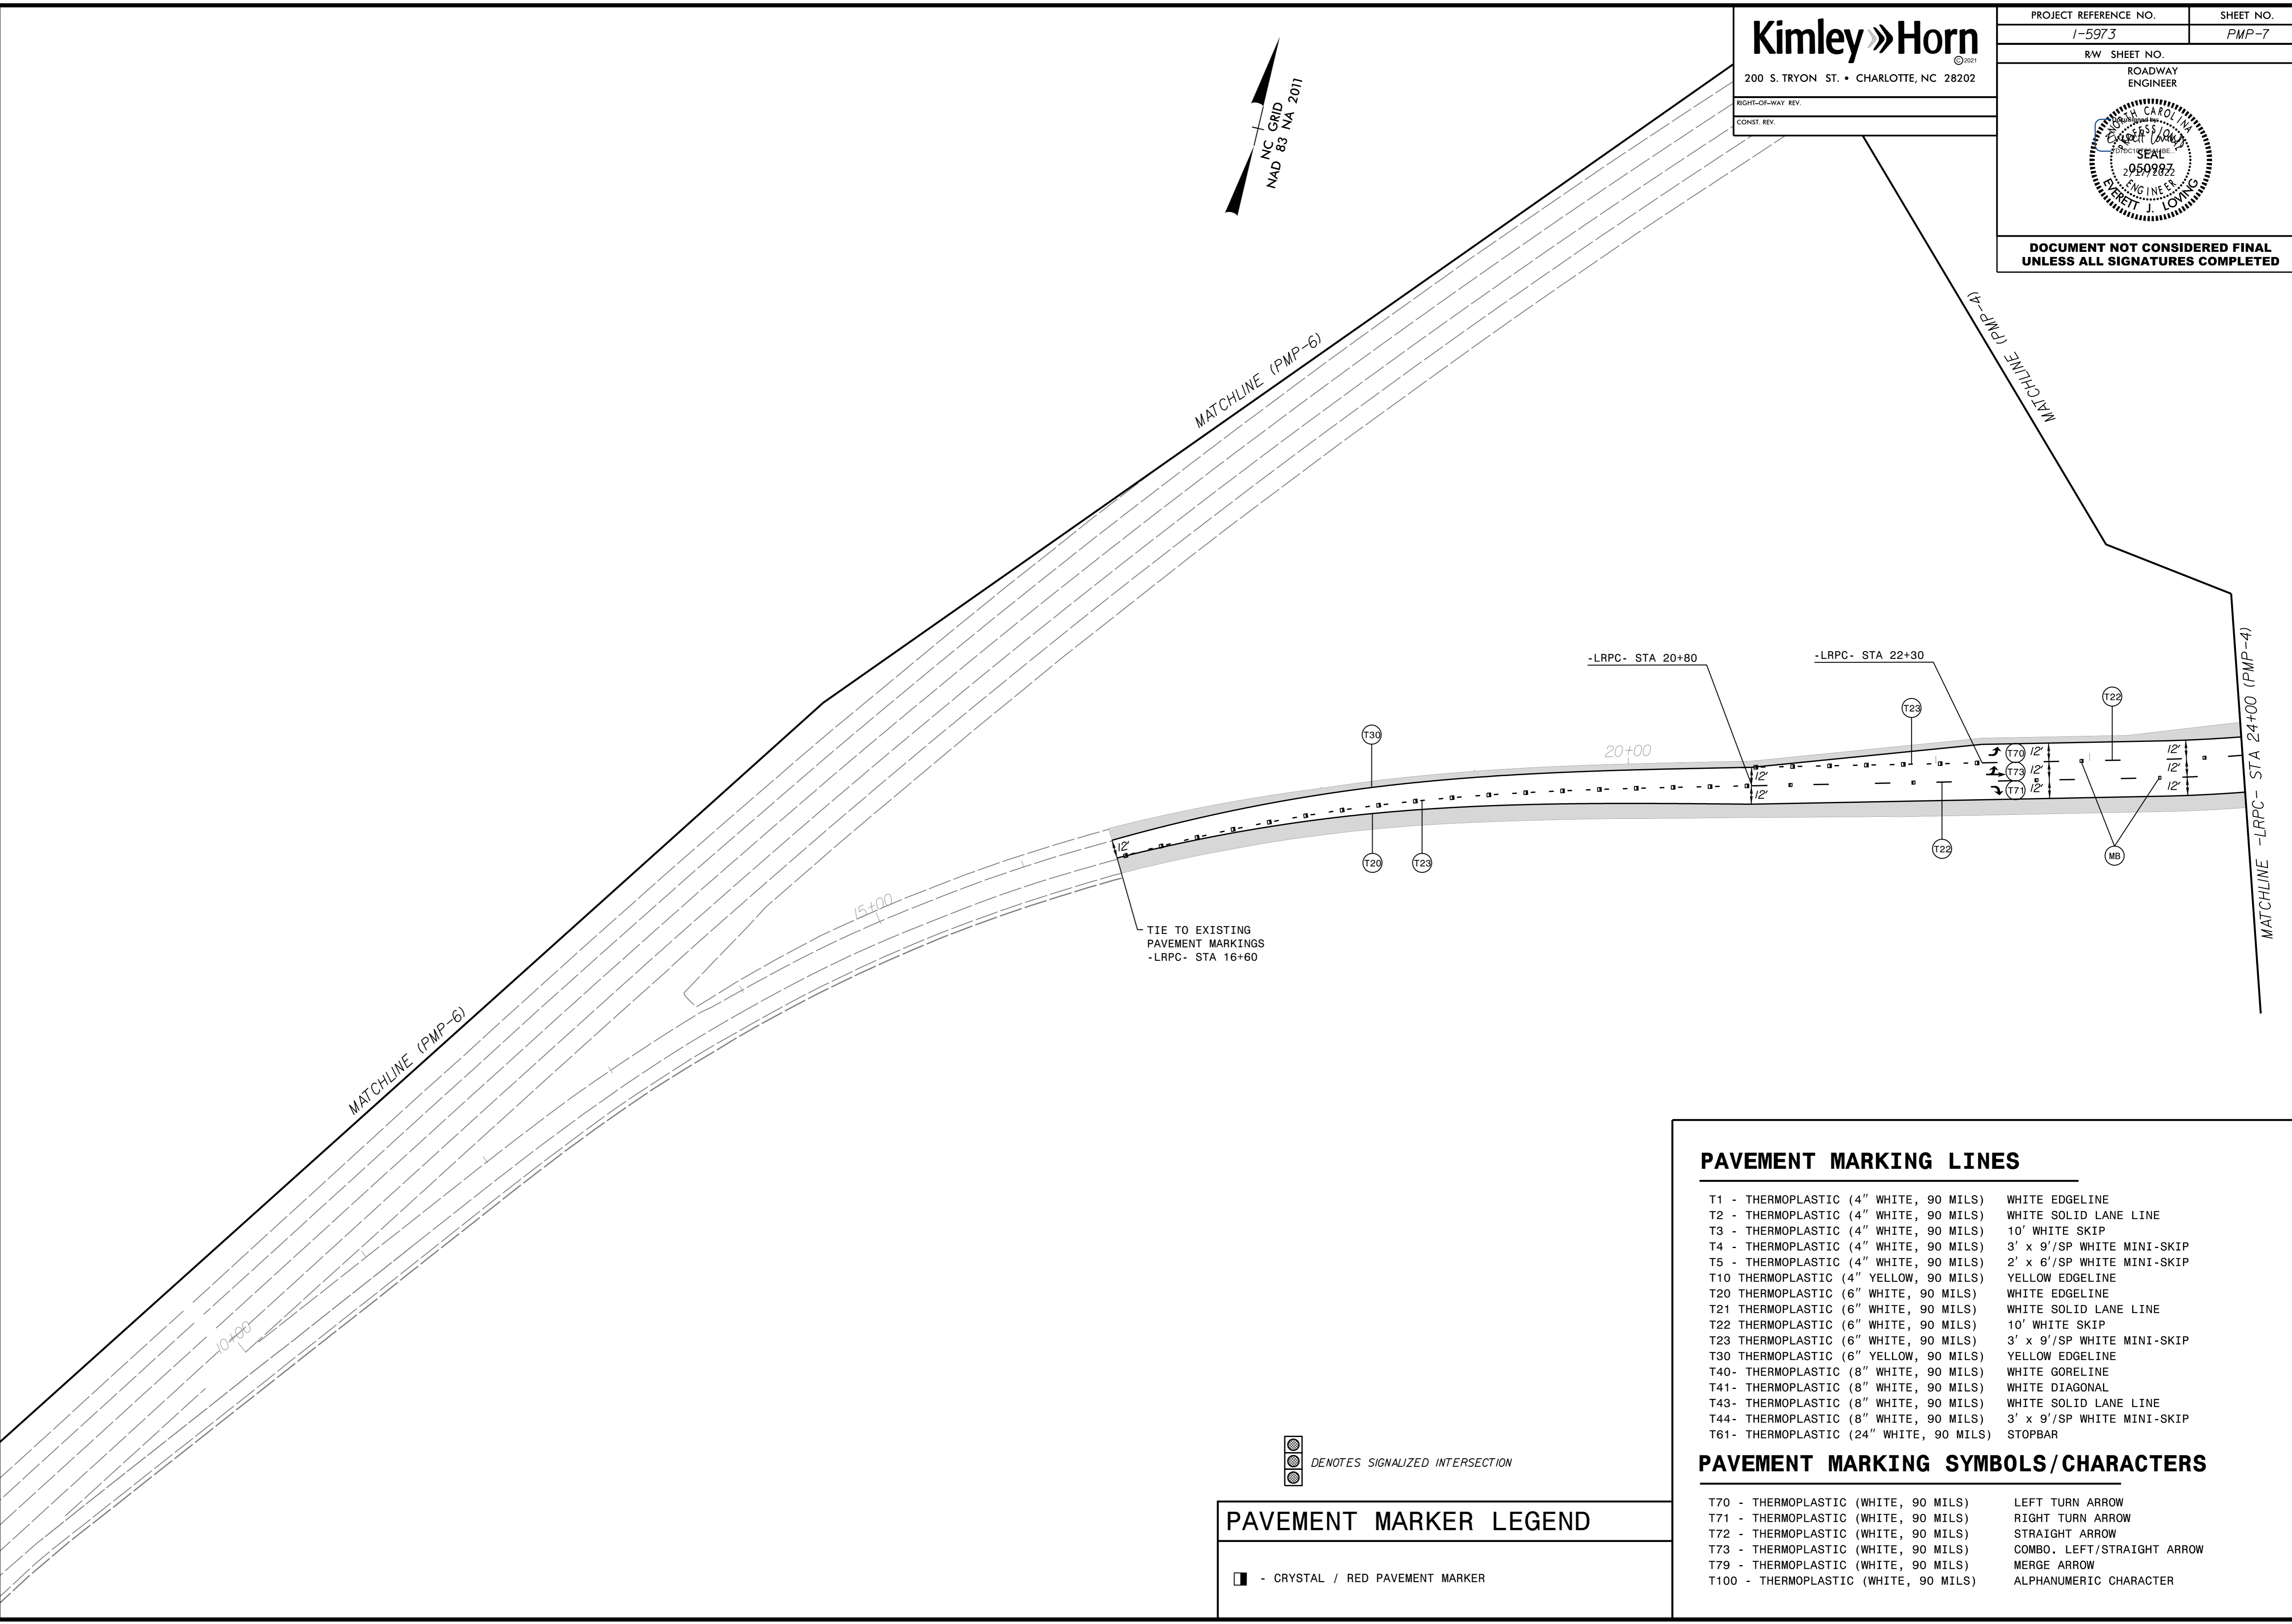 Kimley»Horn
©2021
200 S. TRYON ST. • CHARLOTTE, NC 28202
RIGHT-OF-WAY REV.
CONST. REV.
PROJECT REFERENCE NO.
SHEET NO.
I-5973
PMP-7
R/W SHEET NO.
ROADWAY
ENGINEER
NORTH CAROLINA
PROFESSIONAL
SEAL
050997
2/17/2022
ENGINEER
EVERETT J. LOVING
DOCUMENT NOT CONSIDERED FINAL
UNLESS ALL SIGNATURES COMPLETED
NC GRID
NAD 83 NA 2011
MATCHLINE (PMP-6)
MATCHLINE (PMP-4)
MATCHLINE -LRPC- STA 24+00 (PMP-4)
-LRPC- STA 20+80
-LRPC- STA 22+30
T22
T23
T30
20+00
T70
12'
12'
T73
12'
12'
T71
12'
12'
12'
12'
T22
MB
T20
T23
12'
15+00
TIE TO EXISTING
PAVEMENT MARKINGS
-LRPC- STA 16+60
MATCHLINE (PMP-6)
10+00
DENOTES SIGNALIZED INTERSECTION
PAVEMENT MARKER LEGEND
- CRYSTAL / RED PAVEMENT MARKER
PAVEMENT MARKING LINES
T1 - THERMOPLASTIC (4" WHITE, 90 MILS) WHITE EDGELINE
T2 - THERMOPLASTIC (4" WHITE, 90 MILS) WHITE SOLID LANE LINE
T3 - THERMOPLASTIC (4" WHITE, 90 MILS) 10' WHITE SKIP
T4 - THERMOPLASTIC (4" WHITE, 90 MILS) 3' x 9'/SP WHITE MINI-SKIP
T5 - THERMOPLASTIC (4" WHITE, 90 MILS) 2' x 6'/SP WHITE MINI-SKIP
T10 THERMOPLASTIC (4" YELLOW, 90 MILS) YELLOW EDGELINE
T20 THERMOPLASTIC (6" WHITE, 90 MILS) WHITE EDGELINE
T21 THERMOPLASTIC (6" WHITE, 90 MILS) WHITE SOLID LANE LINE
T22 THERMOPLASTIC (6" WHITE, 90 MILS) 10' WHITE SKIP
T23 THERMOPLASTIC (6" WHITE, 90 MILS) 3' x 9'/SP WHITE MINI-SKIP
T30 THERMOPLASTIC (6" YELLOW, 90 MILS) YELLOW EDGELINE
T40- THERMOPLASTIC (8" WHITE, 90 MILS) WHITE GORELINE
T41- THERMOPLASTIC (8" WHITE, 90 MILS) WHITE DIAGONAL
T43- THERMOPLASTIC (8" WHITE, 90 MILS) WHITE SOLID LANE LINE
T44- THERMOPLASTIC (8" WHITE, 90 MILS) 3' x 9'/SP WHITE MINI-SKIP
T61- THERMOPLASTIC (24" WHITE, 90 MILS) STOPBAR
PAVEMENT MARKING SYMBOLS/CHARACTERS
T70 - THERMOPLASTIC (WHITE, 90 MILS) LEFT TURN ARROW
T71 - THERMOPLASTIC (WHITE, 90 MILS) RIGHT TURN ARROW
T72 - THERMOPLASTIC (WHITE, 90 MILS) STRAIGHT ARROW
T73 - THERMOPLASTIC (WHITE, 90 MILS) COMBO. LEFT/STRAIGHT ARROW
T79 - THERMOPLASTIC (WHITE, 90 MILS) MERGE ARROW
T100 - THERMOPLASTIC (WHITE, 90 MILS) ALPHANUMERIC CHARACTER